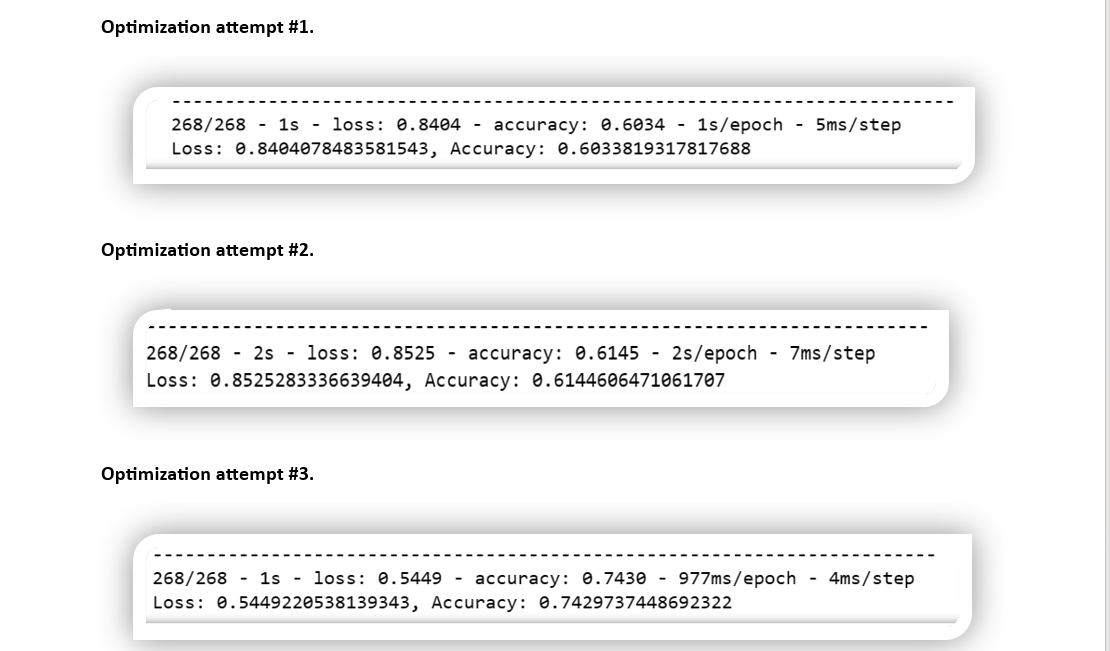 Optimization attempt #1.
--------------------------------------------------------------------------
268/268 - 1s - loss: 0.8404 - accuracy: 0.6034 - 1s/epoch - 5ms/step
Loss: 0.8404078483581543, Accuracy: 0.6033819317817688
Optimization attempt #2.
--------------------------------------------------------------------------
268/268 - 2s - loss: 0.8525 - accuracy: 0.6145 - 2s/epoch - 7ms/step
Loss: 0.8525283336639404, Accuracy: 0.6144606471061707
Optimization attempt #3.
--------------------------------------------------------------------------
268/268 - 1s - loss: 0.5449 - accuracy: 0.7430 - 977ms/epoch - 4ms/step
Loss: 0.5449220538139343, Accuracy: 0.7429737448692322